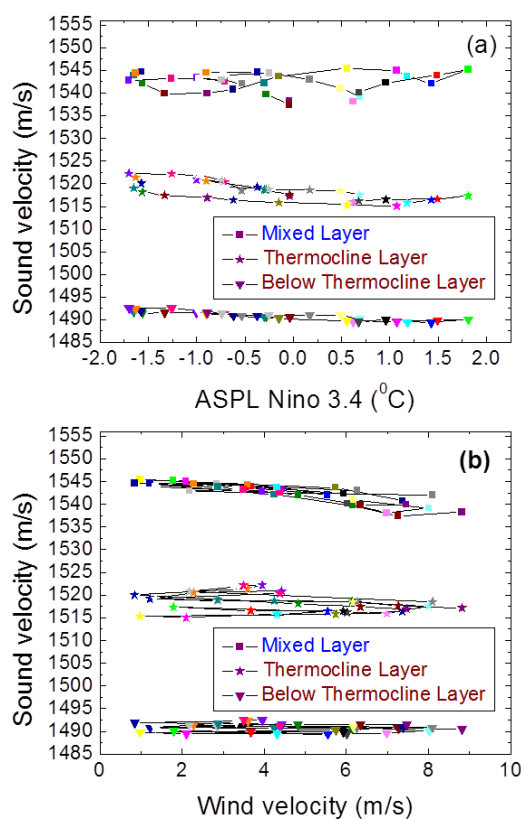 (a)
Sound velocity (m/s)
1555
1550
1545
1540
1535
1530
1525
1520
1515
1510
1505
1500
1495
1490
1485
Mixed Layer
Thermocline Layer
Below Thermocline Layer
-2.0 -1.5 -1.0 -0.5 0.0 0.5 1.0 1.5 2.0
ASPL Nino 3.4 (⁰C)
(b)
Sound velocity (m/s)
1555
1550
1545
1540
1535
1530
1525
1520
1515
1510
1505
1500
1495
1490
1485
Mixed Layer
Thermocline Layer
Below Thermocline Layer
0 2 4 6 8 10
Wind velocity (m/s)